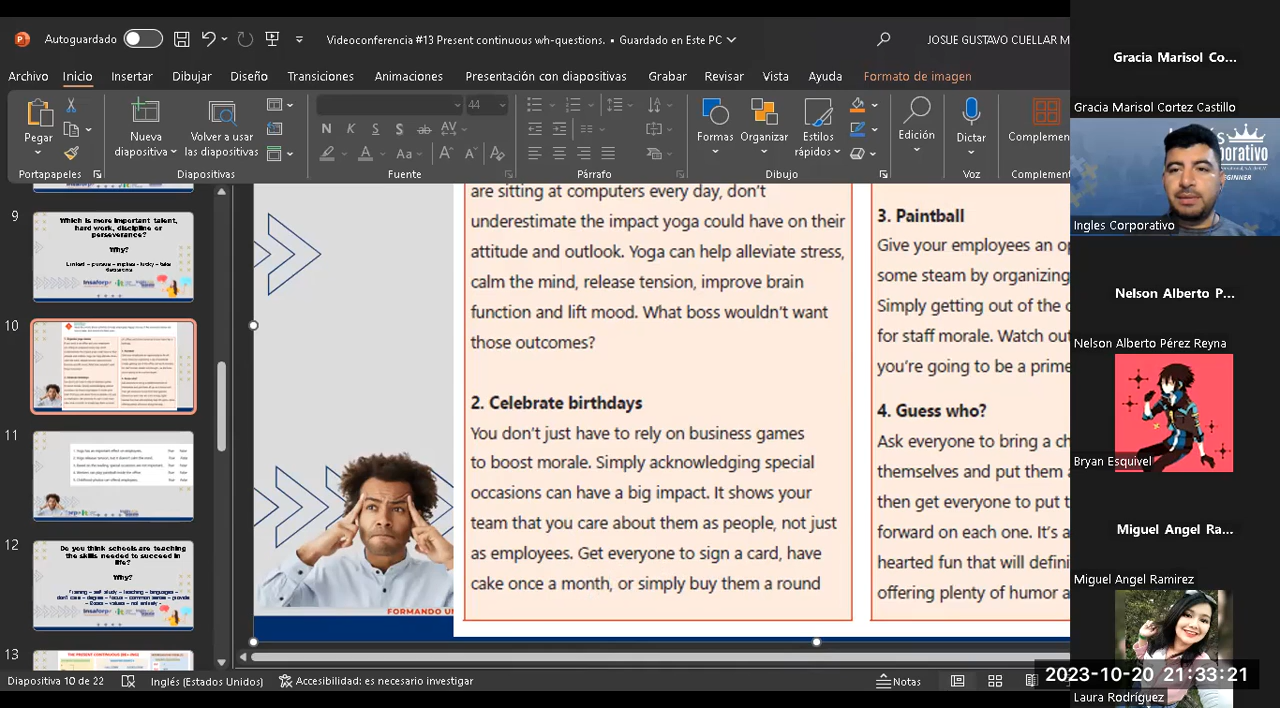 Autoguardado
Videoconferencia #13 Present continuous wh-questions. • Guardado en Este PC
JOSUE GUSTAVO CUELLAR M
Archivo Inicio Insertar Dibujar Diseño Transiciones Animaciones Presentación con diapositivas Grabar Revisar Vista Ayuda Formato de imagen
Pegar
Nueva diapositiva
Volver a usar las diapositivas
44
N K S S ab AV
Aa A A
Formas
Organizar
Estilos rápidos
Edición
Dictar
Complemen
Portapapeles Diapositivas Fuente Párrafo Dibujo Voz Complement
9
Which is more important talent,
hard work, discipline or
perseverance?
Why?
10
11
12
Do you think schools are teaching
the skills needed to succeed in
life?
Why?
13
THE PRESENT CONTINUOUS
are sitting at computers every day, don't
underestimate the impact yoga could have on their
attitude and outlook. Yoga can help alleviate stress,
calm the mind, release tension, improve brain
function and lift mood. What boss wouldn't want
those outcomes?
2. Celebrate birthdays
You don't just have to rely on business games
to boost morale. Simply acknowledging special
occasions can have a big impact. It shows your
team that you care about them as people, not just
as employees. Get everyone to sign a card, have
cake once a month, or simply buy them a round
3. Paintball
Give your employees an op
some steam by organizing
Simply getting out of the o
for staff morale. Watch out
you're going to be a prime
4. Guess who?
Ask everyone to bring a ch
themselves and put them a
then get everyone to put t
forward on each one. It's a
hearted fun that will defini
offering plenty of humor a
FORMANDO UN
Diapositiva 10 de 22
Inglés (Estados Unidos)
Accesibilidad: es necesario investigar
Notas
Gracia Marisol Co...
Gracia Marisol Cortez Castillo
porativo
EGINNER
Ingles Corporativo
Nelson Alberto P...
Nelson Alberto Pérez Reyna
Bryan Esquivel
Miguel Angel Ra...
Miguel Angel Ramirez
2023-10-20 21:33:21
Laura Rodríguez